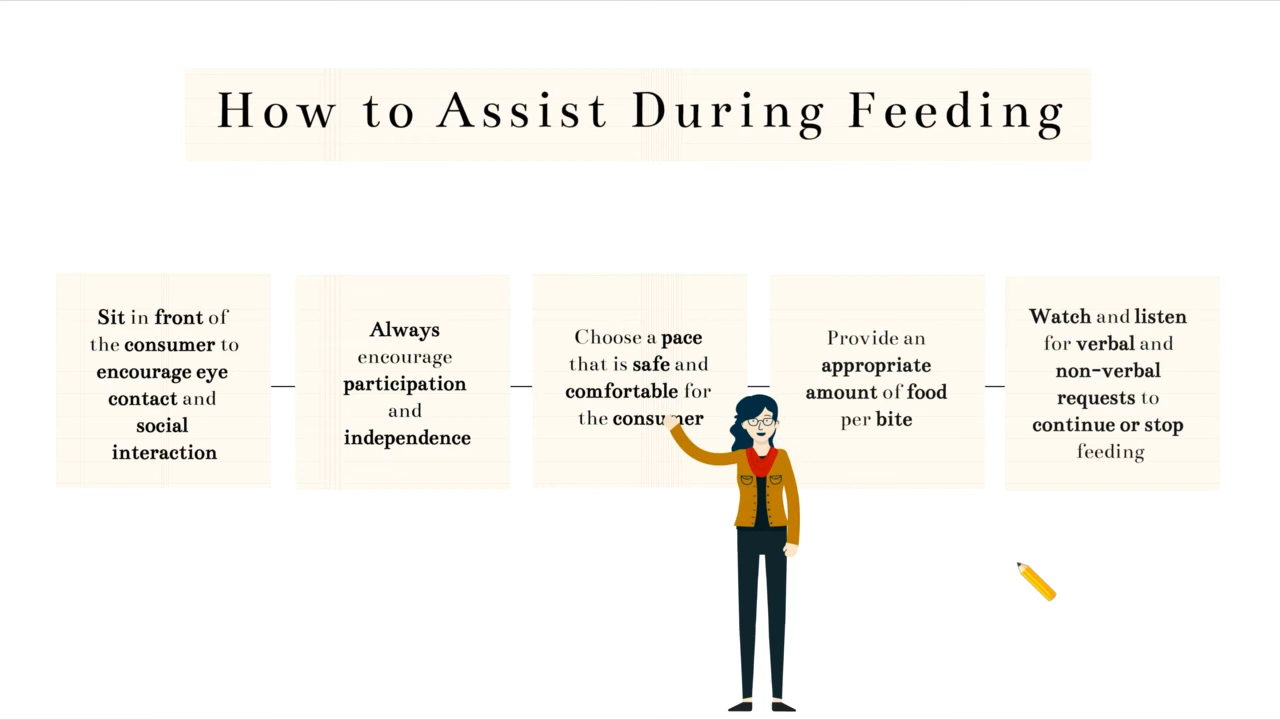 How to Assist During Feeding
Sit in front of
the consumer to
encourage eye
contact and
social
interaction
Always
encourage
participation
and
independence
Choose a pace
that is safe and
comfortable for
the consumer
Provide an
appropriate
amount of food
per bite
Watch and listen
for verbal and
non-verbal
requests to
continue or stop
feeding